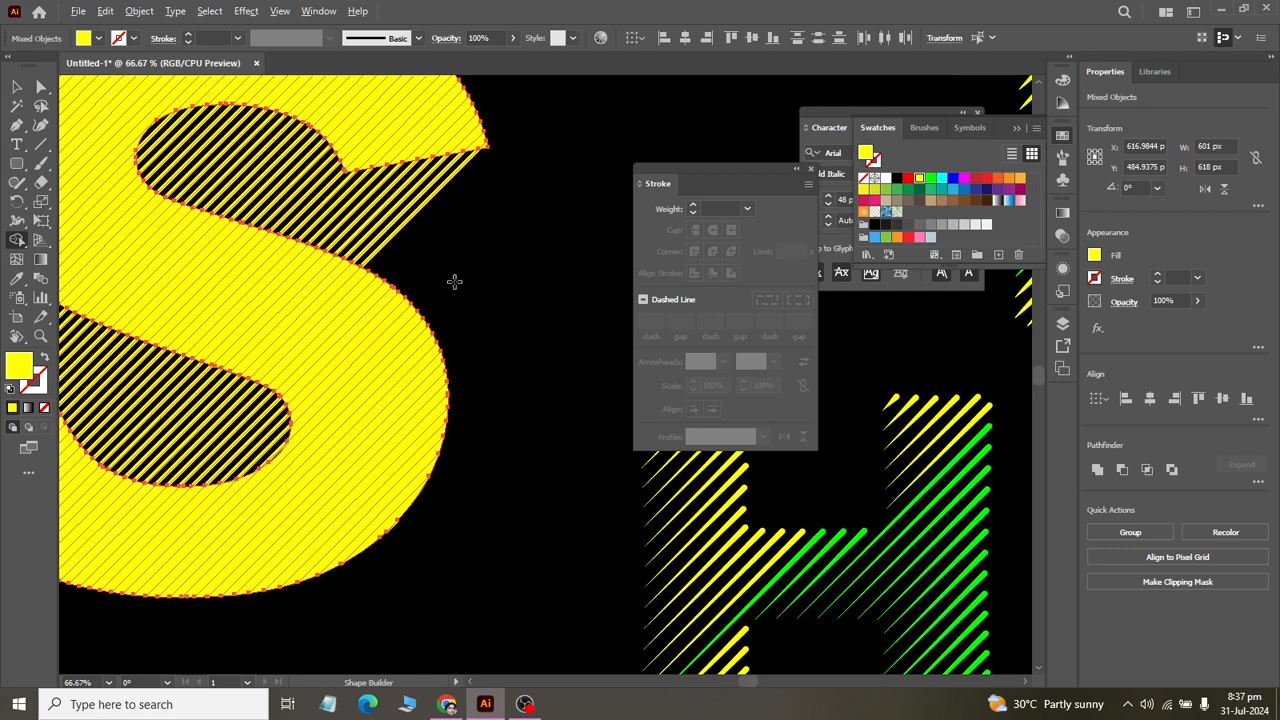 Ai File Edit Object Type Select Effect View Window Help
Mixed Objects Stroke: Basic Opacity: 100% Style: Transform
Untitled-1* @ 66.67 % (RGB/CPU Preview)
Properties Libraries
Mixed Objects
Transform
X: 616.9844 p W: 601 px
Y: 484.9375 p H: 618 px
0°
Appearance
Fill
Stroke
Opacity 100%
fx.
Align
Pathfinder
Expand
Quick Actions
Group Recolor
Align to Pixel Grid
Make Clipping Mask
Character Swatches Brushes Symbols
Arial
ld Italic
48 p
Auto
p to Glyph
Stroke
Weight:
Cap:
Corner: Limit:
Align Stroke:
Dashed Line
dash gap dash gap dash gap
Arrowheads:
Scale: 100% 100%
Align:
Profile:
66.67% 0° 1 Shape Builder
Type here to search
Ai
30°C Partly sunny
8:37 pm
31-Jul-2024